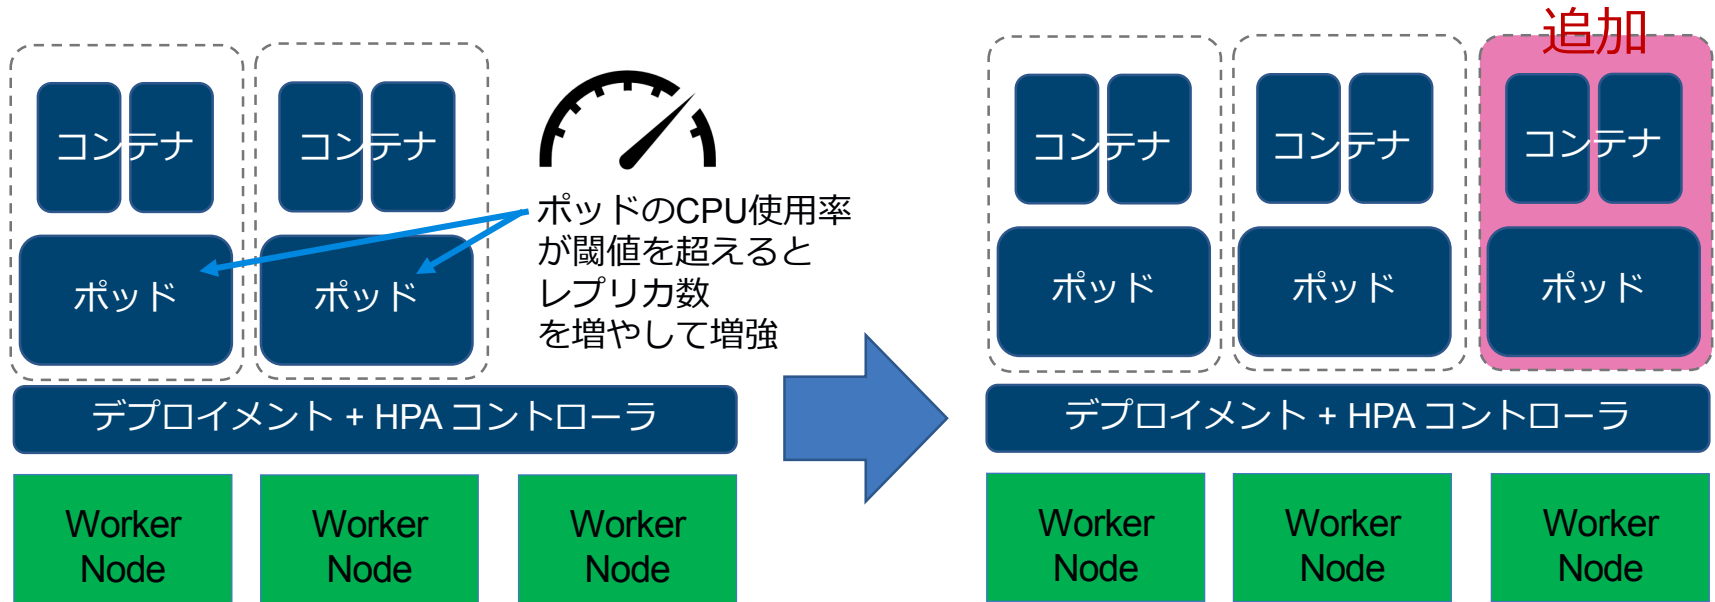 コンテナ
コンテナ
ポッド
ポッド
ポッドのCPU使用率
が閾値を超えると
レプリカ数
を増やして増強
デプロイメント + HPA コントローラ
Worker
Node
Worker
Node
Worker
Node
追加
コンテナ
コンテナ
コンテナ
ポッド
ポッド
ポッド
デプロイメント + HPA コントローラ
Worker
Node
Worker
Node
Worker
Node